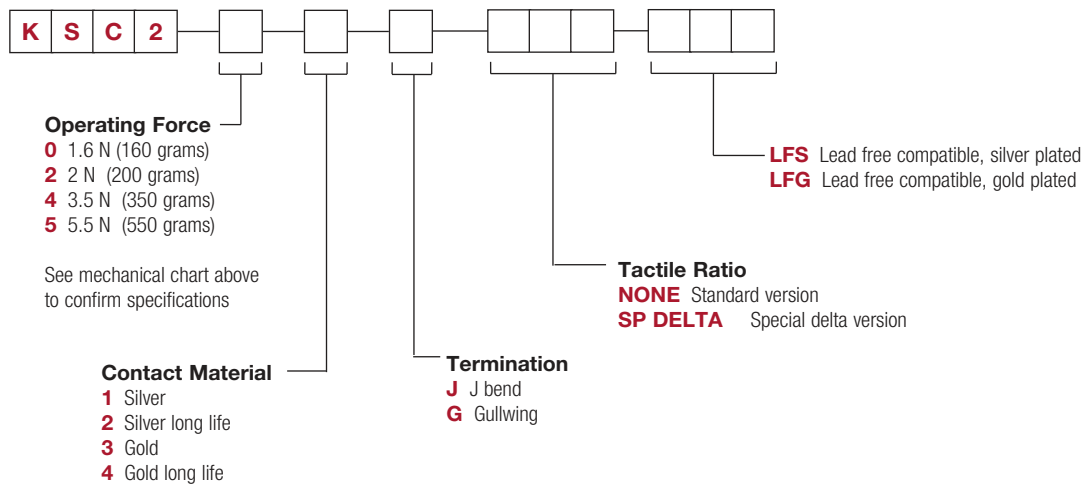 K S C 2
Operating Force
0 1.6 N (160 grams)
2 2 N (200 grams)
4 3.5 N (350 grams)
5 5.5 N (550 grams)
See mechanical chart above
to confirm specifications
Contact Material
1 Silver
2 Silver long life
3 Gold
4 Gold long life
Termination
J J bend
G Gullwing
Tactile Ratio
NONE Standard version
SP DELTA Special delta version
LFS Lead free compatible, silver plated
LFG Lead free compatible, gold plated